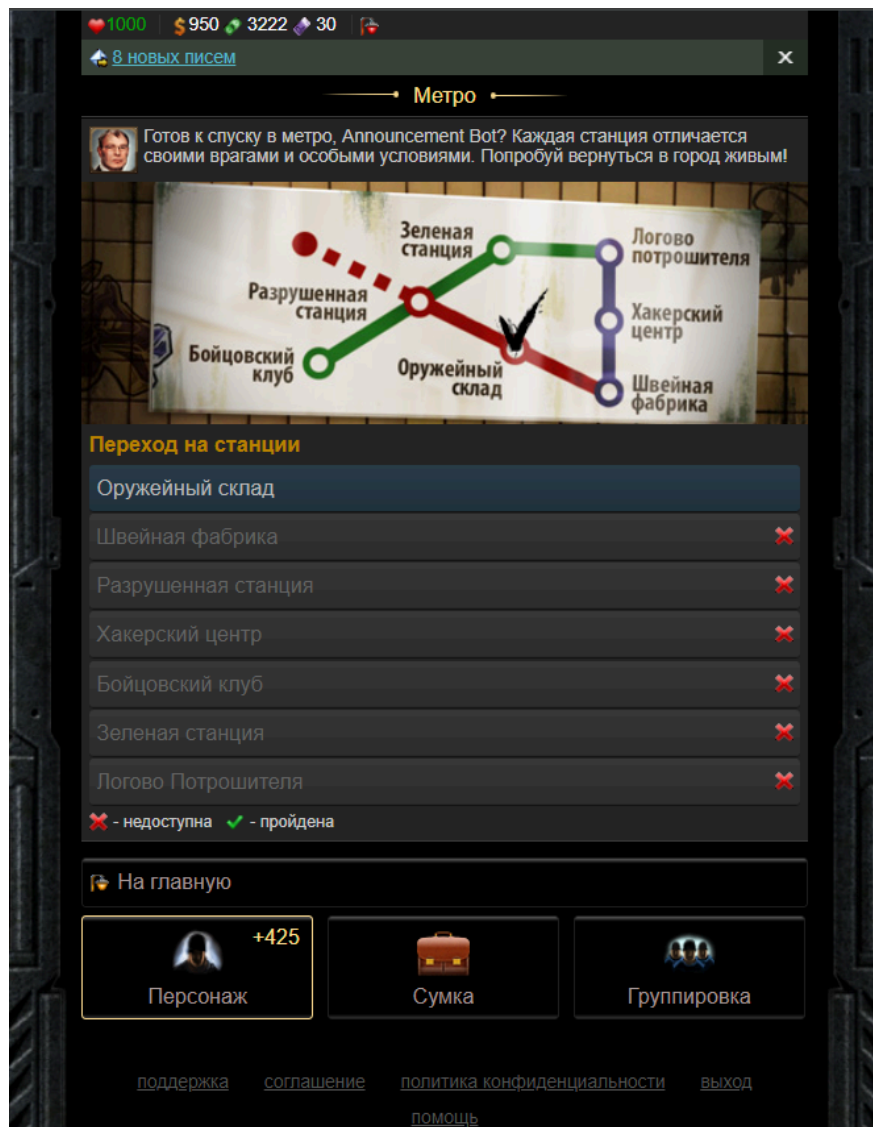 1000 $ 950 3222 30
8 новых писем x
Метро
Готов к спуску в метро, Announcement Bot? Каждая станция отличается
своими врагами и особыми условиями. Попробуй вернуться в город живым!
Зеленая
станция
Логово
потрошителя
Разрушенная
станция
Хакерский
центр
Бойцовский
клуб
Оружейный
склад
Швейная
фабрика
Переход на станции
Оружейный склад
Швейная фабрика
Разрушенная станция
Хакерский центр
Бойцовский клуб
Зеленая станция
Логово Потрошителя
- недоступна - пройдена
На главную
+425
Персонаж Сумка Группировка
поддержка соглашение политика конфиденциальности выход
помощь